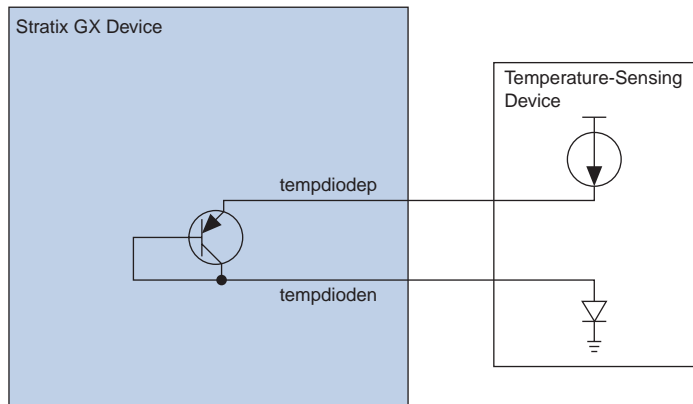 Stratix GX Device
Temperature-Sensing
Device
tempdiodep
tempdioden